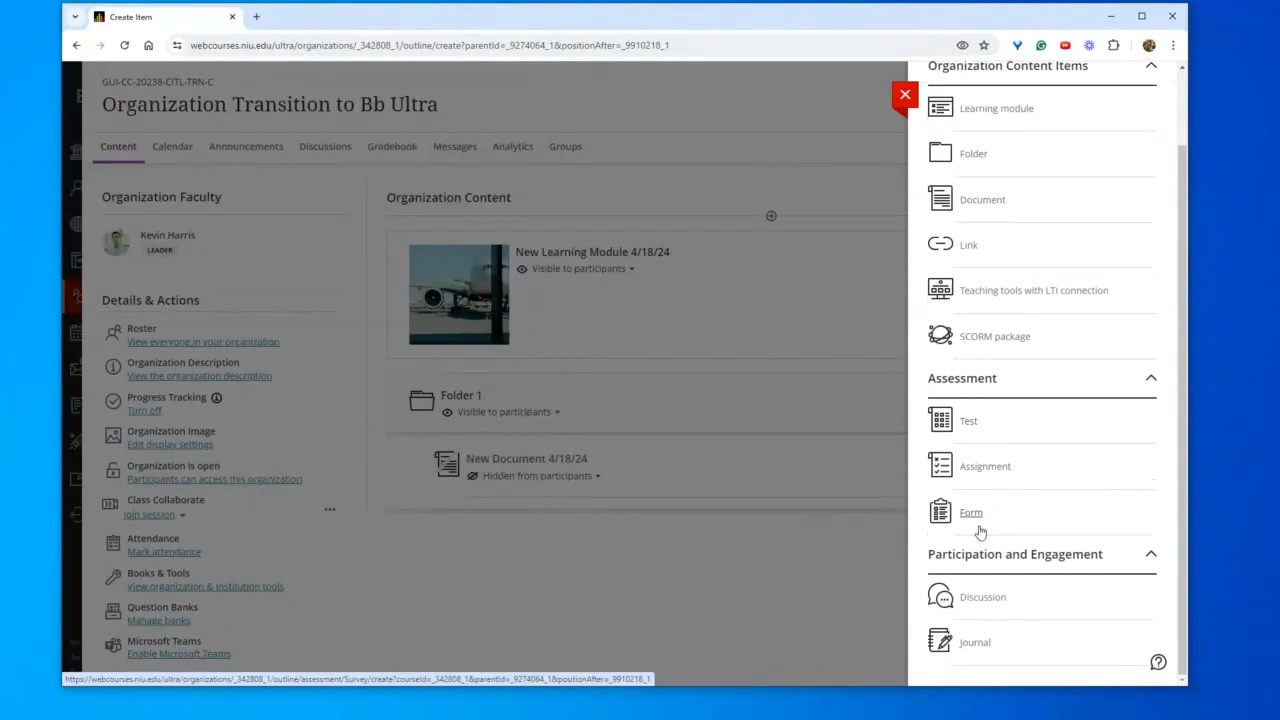 Create Item
webcourses.niu.edu/ultra/organizations/_342808_1/outline/create?parentId=_9274064_1&positionAfter=_9910218_1
GUI-CC-20238-CITL-TRN-C
Organization Transition to Bb Ultra
Content Calendar Announcements Discussions Gradebook Messages Analytics Groups
Organization Faculty
Kevin Harris
LEADER
Details & Actions
Roster
View everyone in your organization
Organization Description
View the organization description
Progress Tracking
Turn off
Organization Image
Edit display settings
Organization is open
Participants can access this organization
Class Collaborate
Join session
Attendance
Mark attendance
Books & Tools
View organization & institution tools
Question Banks
Manage banks
Microsoft Teams
Enable Microsoft Teams
Organization Content
New Learning Module 4/18/24
Visible to participants
Folder 1
Visible to participants
New Document 4/18/24
Hidden from participants
Organization Content Items
Learning module
Folder
Document
Link
Teaching tools with LTI connection
SCORM package
Assessment
Test
Assignment
Form
Participation and Engagement
Discussion
Journal
https://webcourses.niu.edu/ultra/organizations/_342808_1/outline/assessment/Survey/create?courseId=_342808_1&parentId=_9274064_1&positionAfter=_9910218_1